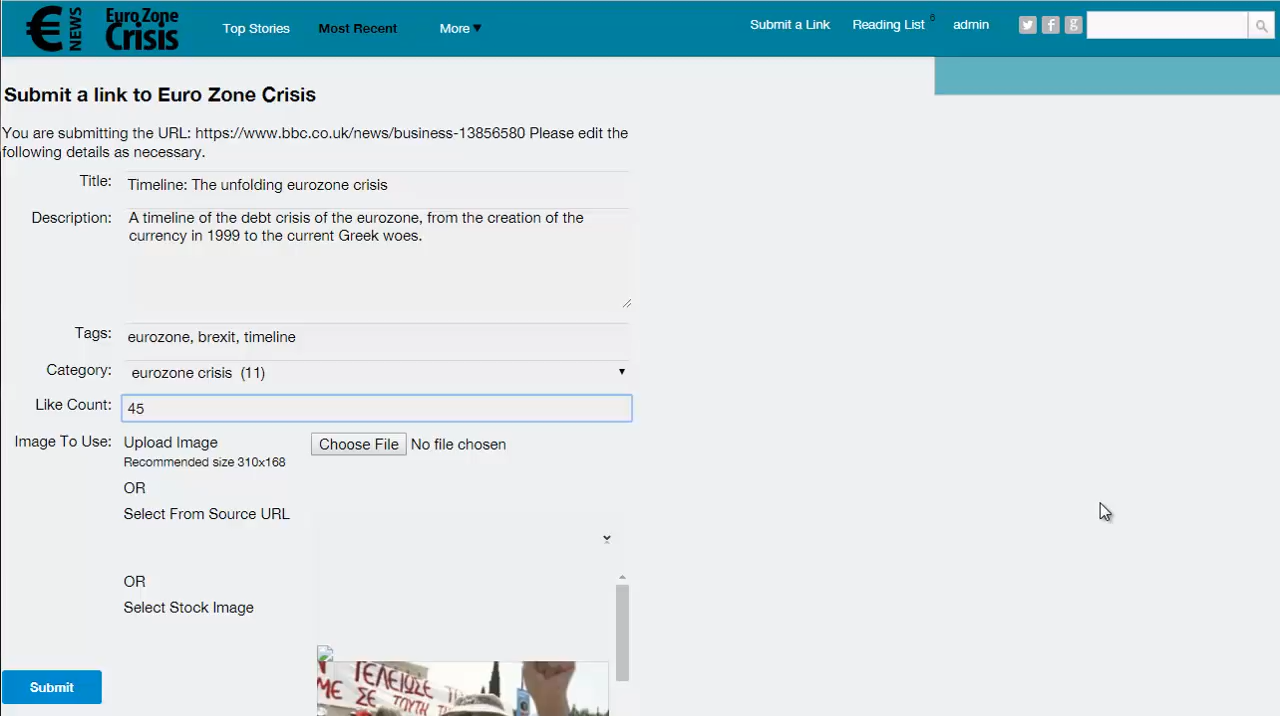 € NEWS Euro Zone Crisis
Top Stories Most Recent More ▼ Submit a Link Reading List 6 admin
Submit a link to Euro Zone Crisis
You are submitting the URL: https://www.bbc.co.uk/news/business-13856580 Please edit the
following details as necessary.
Title: Timeline: The unfolding eurozone crisis
Description: A timeline of the debt crisis of the eurozone, from the creation of the
currency in 1999 to the current Greek woes.
Tags: eurozone, brexit, timeline
Category: eurozone crisis (11)
Like Count: 45
Image To Use: Upload Image Choose File No file chosen
Recommended size 310x168
OR
Select From Source URL
OR
Select Stock Image
ΤΕΛΕΙΩΣΕ
ΜΕ ΣΕ ΤΟΥΤΗ
Submit